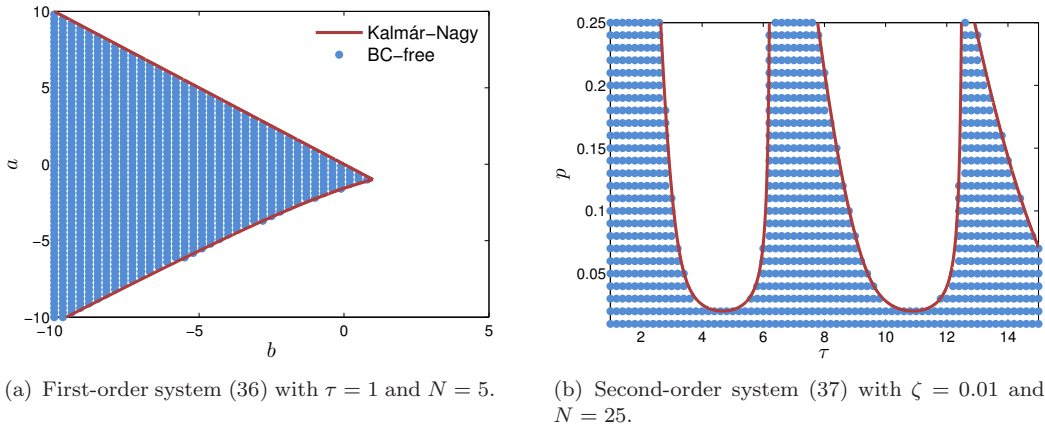 10
5
0
−5
−10
a
−10
−5
0
5
b
Kalmár−Nagy
BC−free
0.25
0.2
0.15
0.1
0.05
p
2
4
6
8
10
12
14
τ
(a) First-order system (36) with τ = 1 and N = 5.
(b) Second-order system (37) with ζ = 0.01 and
N = 25.